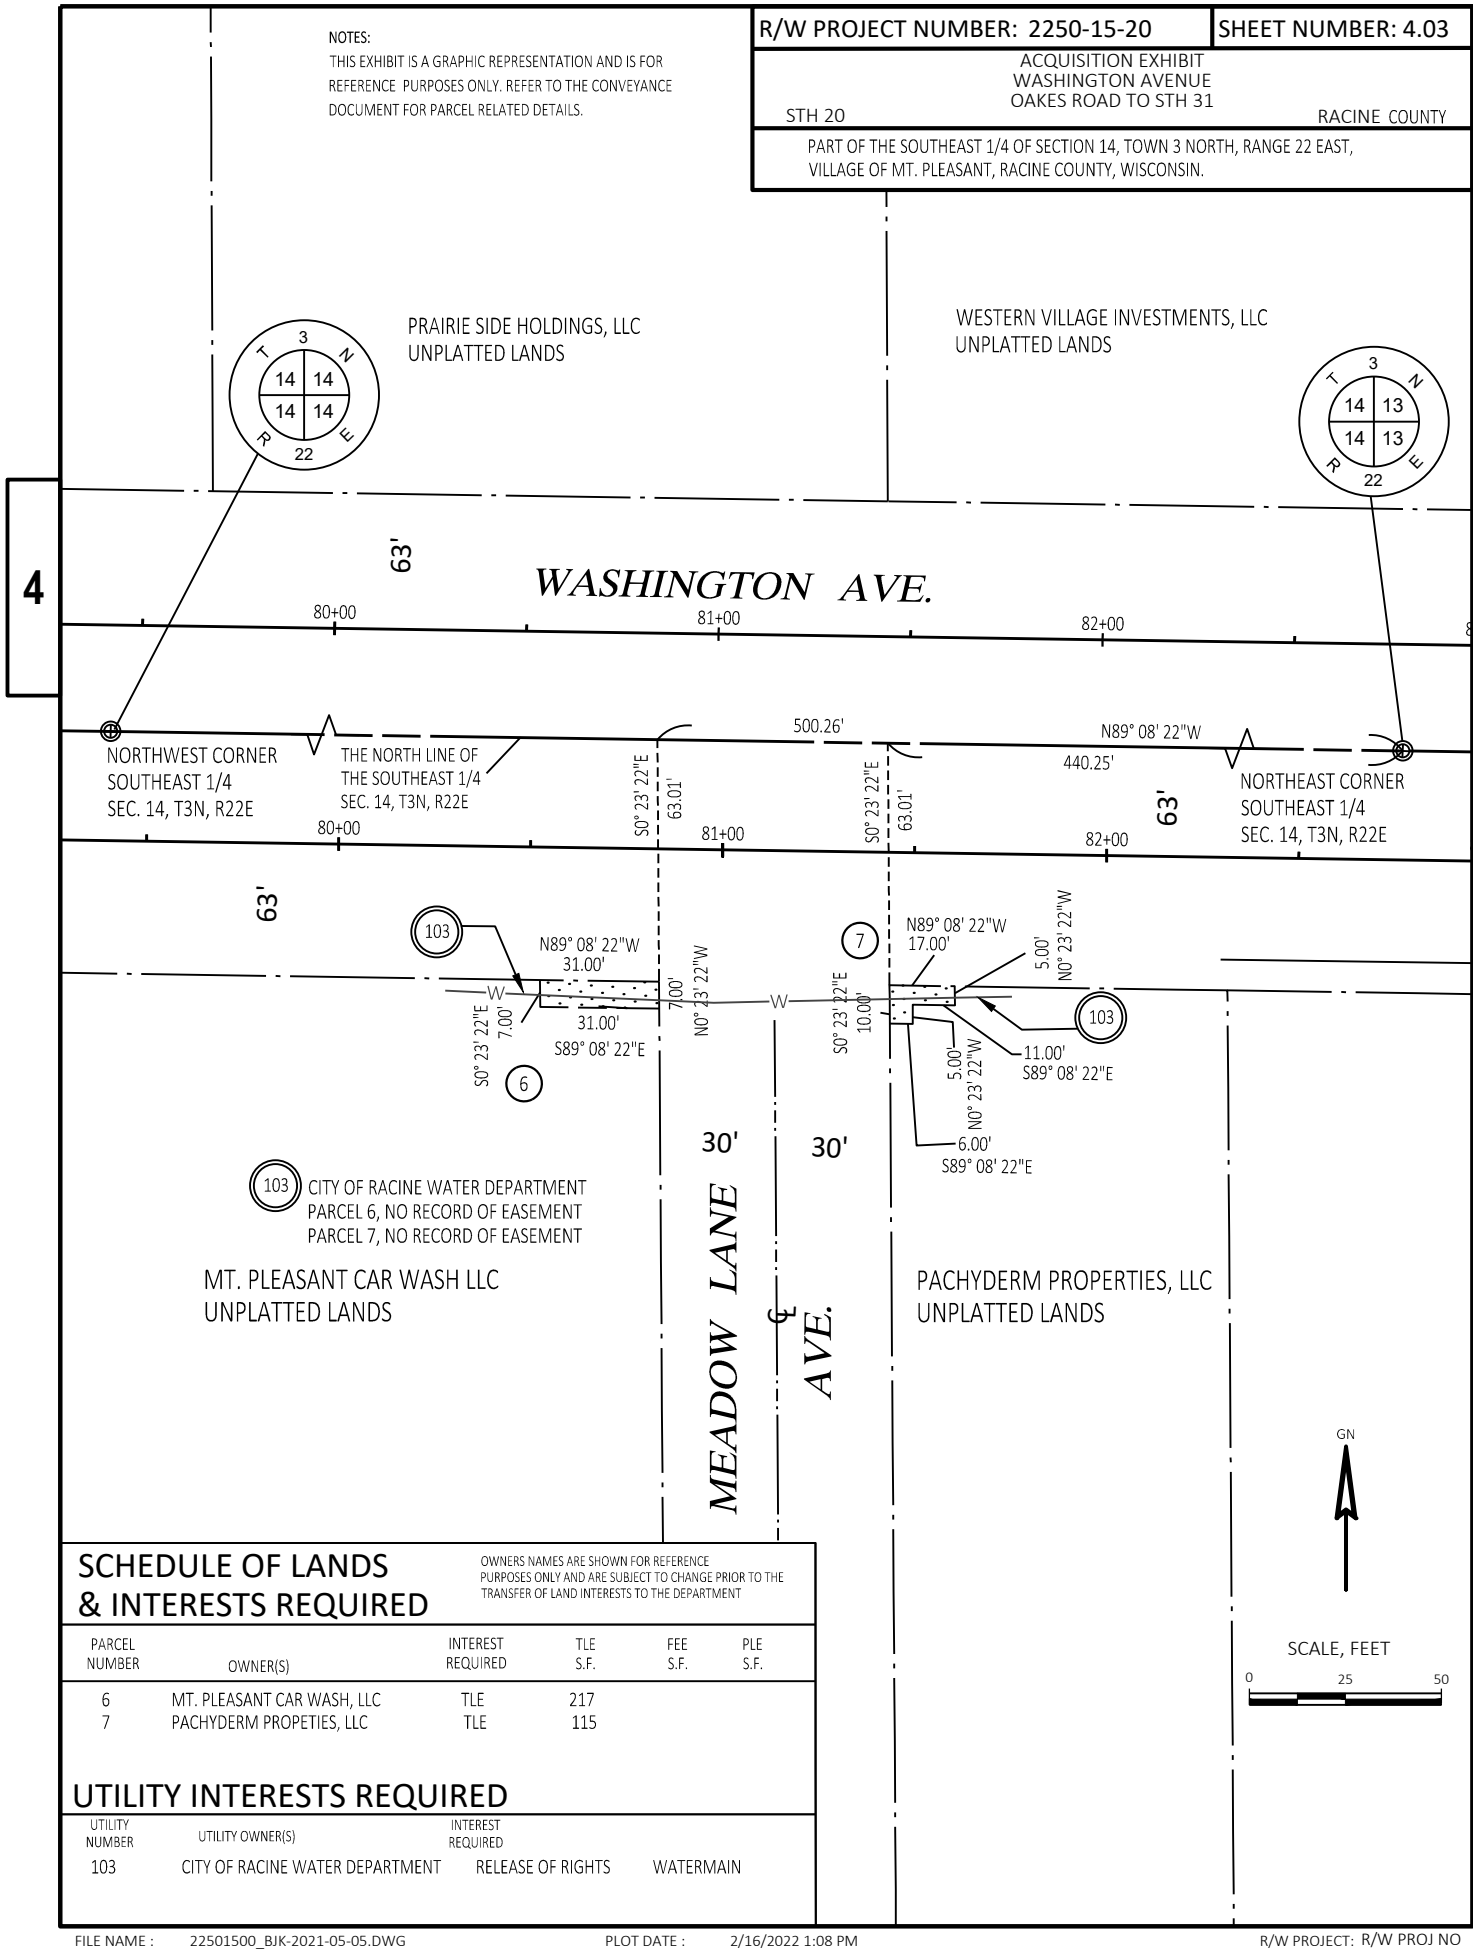 NOTES:
THIS EXHIBIT IS A GRAPHIC REPRESENTATION AND IS FOR
REFERENCE PURPOSES ONLY. REFER TO THE CONVEYANCE
DOCUMENT FOR PARCEL RELATED DETAILS.
R/W PROJECT NUMBER: 2250-15-20
SHEET NUMBER: 4.03
ACQUISITION EXHIBIT
WASHINGTON AVENUE
OAKES ROAD TO STH 31
STH 20
RACINE COUNTY
PART OF THE SOUTHEAST 1/4 OF SECTION 14, TOWN 3 NORTH, RANGE 22 EAST,
VILLAGE OF MT. PLEASANT, RACINE COUNTY, WISCONSIN.
PRAIRIE SIDE HOLDINGS, LLC
UNPLATTED LANDS
WESTERN VILLAGE INVESTMENTS, LLC
UNPLATTED LANDS
T 3 N
14 14
14 14
R 22 E
T 3 N
14 13
14 13
R 22 E
4
63'
WASHINGTON AVE.
80+00
81+00
82+00
8
500.26'
N89° 08' 22"W
440.25'
NORTHWEST CORNER
SOUTHEAST 1/4
SEC. 14, T3N, R22E
THE NORTH LINE OF
THE SOUTHEAST 1/4
SEC. 14, T3N, R22E
S0° 23' 22"E
63.01'
S0° 23' 22"E
63.01'
63'
NORTHEAST CORNER
SOUTHEAST 1/4
SEC. 14, T3N, R22E
80+00
81+00
82+00
63'
103
N89° 08' 22"W
31.00'
W
S0° 23' 22"E
7.00'
31.00'
S89° 08' 22"E
7.00'
N0° 23' 22"W
6
W
7
N89° 08' 22"W
17.00'
5.00'
N0° 23' 22"W
S0° 23' 22"E
10.00'
103
11.00'
S89° 08' 22"E
5.00'
N0° 23' 22"W
6.00'
S89° 08' 22"E
30'
30'
103
CITY OF RACINE WATER DEPARTMENT
PARCEL 6, NO RECORD OF EASEMENT
PARCEL 7, NO RECORD OF EASEMENT
MT. PLEASANT CAR WASH LLC
UNPLATTED LANDS
MEADOW LANE
℄
AVE.
PACHYDERM PROPERTIES, LLC
UNPLATTED LANDS
GN
SCALE, FEET
0 25 50
SCHEDULE OF LANDS
& INTERESTS REQUIRED
OWNERS NAMES ARE SHOWN FOR REFERENCE
PURPOSES ONLY AND ARE SUBJECT TO CHANGE PRIOR TO THE
TRANSFER OF LAND INTERESTS TO THE DEPARTMENT
PARCEL NUMBER OWNER(S) INTEREST REQUIRED TLE S.F. FEE S.F. PLE S.F.
6 MT. PLEASANT CAR WASH, LLC TLE 217
7 PACHYDERM PROPETIES, LLC TLE 115
UTILITY INTERESTS REQUIRED
UTILITY NUMBER UTILITY OWNER(S) INTEREST REQUIRED
103 CITY OF RACINE WATER DEPARTMENT RELEASE OF RIGHTS WATERMAIN
FILE NAME : 22501500_BJK-2021-05-05.DWG PLOT DATE : 2/16/2022 1:08 PM R/W PROJECT: R/W PROJ NO